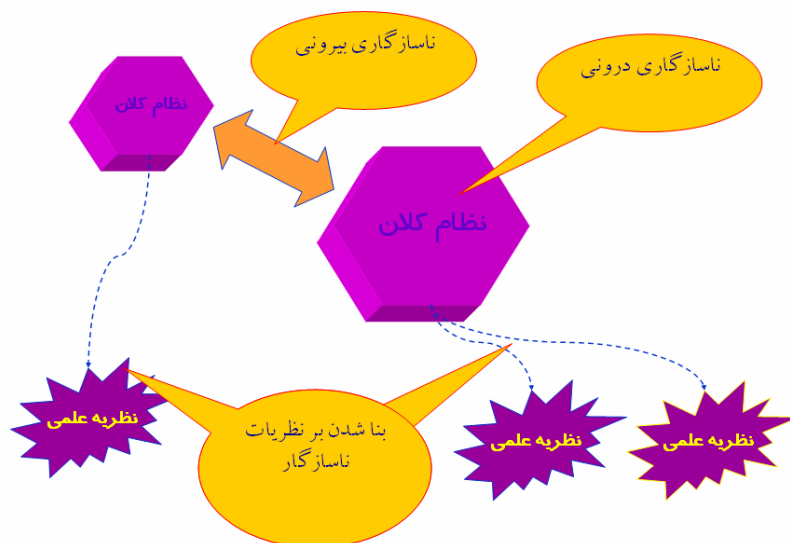 ناسازگاری بیرونی
ناسازگاری درونی
نظام کلان
نظام کلان
نظریه علمی
بنا شدن بر نظریات
ناسازگار
نظریه علمی
نظریه علمی